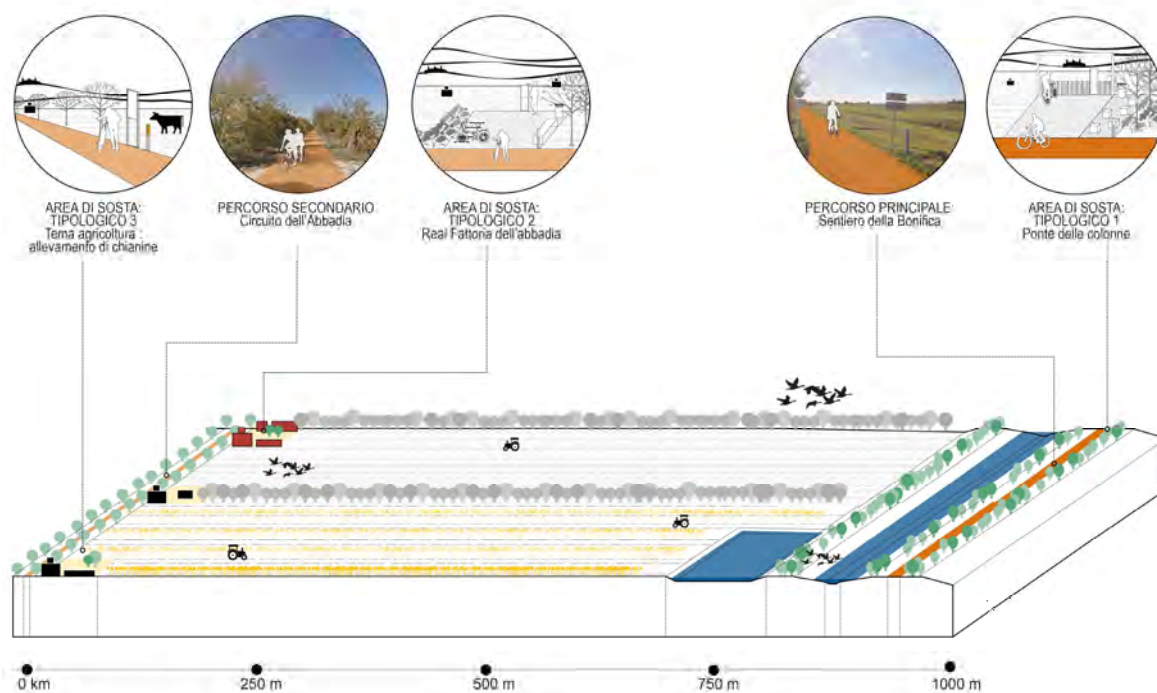 AREA DI SOSTA:
TIPOLOGICO 3
Tema agricoltura :
allevamento di chianine
PERCORSO SECONDARIO
Circuito dell'Abbadia
AREA DI SOSTA:
TIPOLOGICO 2
Real Fattoria dell'abbadia
PERCORSO PRINCIPALE
Sentiero della Bonifica
AREA DI SOSTA:
TIPOLOGICO 1
Ponte delle colonne
0 km
250 m
500 m
750 m
1000 m